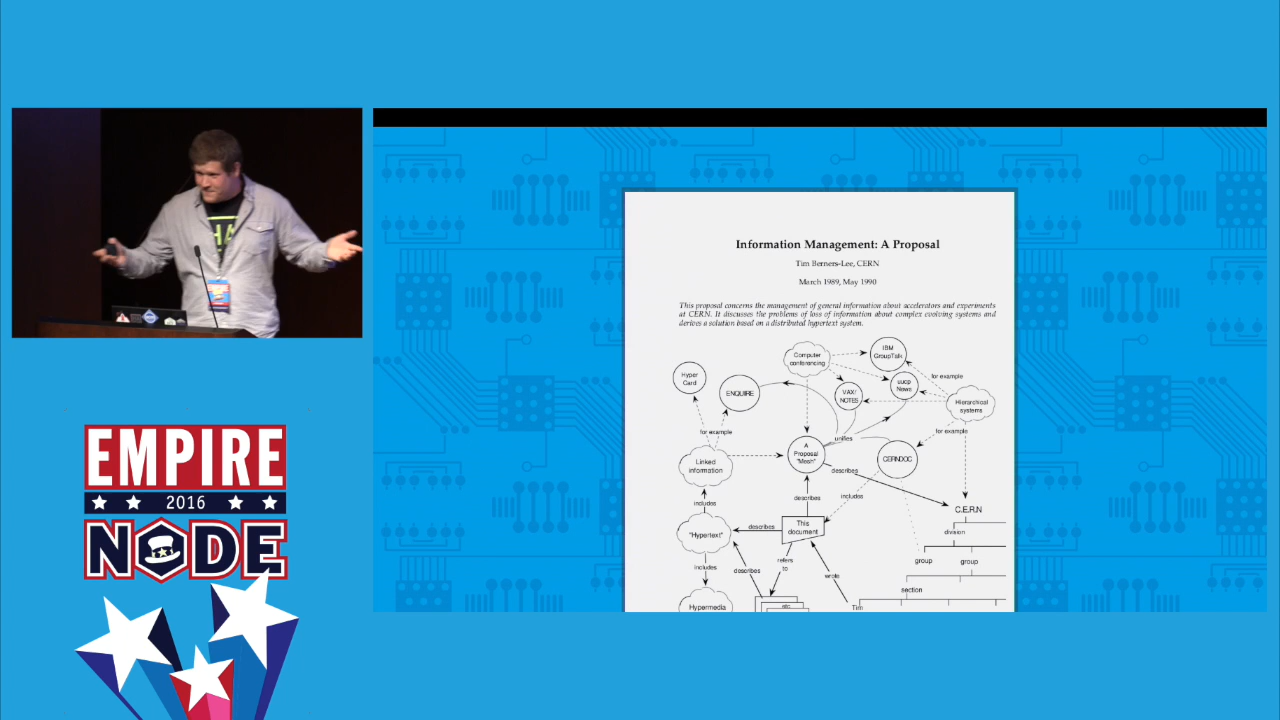 Information Management: A Proposal
Tim Berners-Lee, CERN
March 1989, May 1990
This proposal concerns the management of general information about accelerators and experiments
at CERN. It discusses the problems of loss of information about complex evolving systems and
derives a solution based on a distributed hypertext system.
Computer
conferencing
IBM
GroupTalk
Hyper
Card
ENQUIRE
VAX/
NOTES
uucp
News
for example
Hierarchical
systems
for example
unifies
for example
A
Proposal
"Mesh"
CERNDOC
Linked
information
describes
includes
describes
includes
C.E.R.N
This
document
"Hypertext"
describes
division
refers
to
group
group
includes
describes
wrote
section
Hypermedia
etc
Tim
EMPIRE
2016
NODE